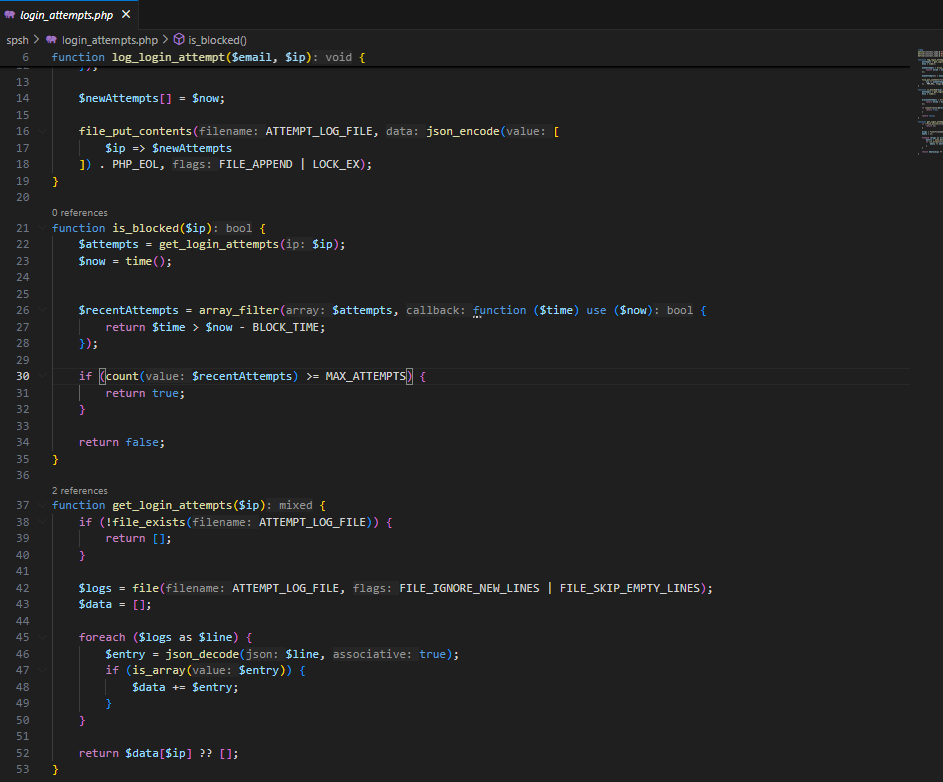 login_attempts.php
spsh > login_attempts.php > is_blocked()
6 function log_login_attempt($email, $ip): void {
12 });
13
14 $newAttempts[] = $now;
15
16 file_put_contents(filename: ATTEMPT_LOG_FILE, data: json_encode(value: [
17 $ip => $newAttempts
18 ]) . PHP_EOL, flags: FILE_APPEND | LOCK_EX);
19 }
20
0 references
21 function is_blocked($ip): bool {
22 $attempts = get_login_attempts(ip: $ip);
23 $now = time();
24
25
26 $recentAttempts = array_filter(array: $attempts, callback: function ($time) use ($now): bool {
27 return $time > $now - BLOCK_TIME;
28 });
29
30 if (count(value: $recentAttempts) >= MAX_ATTEMPTS) {
31 return true;
32 }
33
34 return false;
35 }
36
2 references
37 function get_login_attempts($ip): mixed {
38 if (!file_exists(filename: ATTEMPT_LOG_FILE)) {
39 return [];
40 }
41
42 $logs = file(filename: ATTEMPT_LOG_FILE, flags: FILE_IGNORE_NEW_LINES | FILE_SKIP_EMPTY_LINES);
43 $data = [];
44
45 foreach ($logs as $line) {
46 $entry = json_decode(json: $line, associative: true);
47 if (is_array(value: $entry)) {
48 $data += $entry;
49 }
50 }
51
52 return $data[$ip] ?? [];
53 }